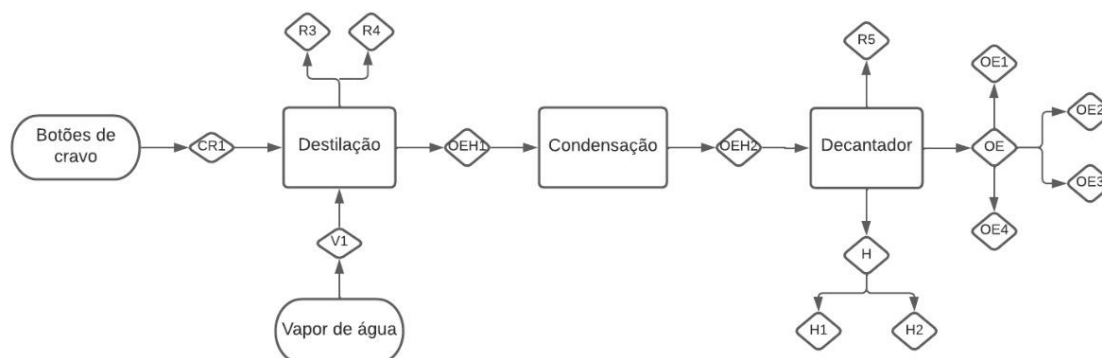 R3
R4
R5
OE1
OE2
Botões de
cravo
CR1
Destilação
OEH1
Condensação
OEH2
Decantador
OE
OE3
OE4
V1
H
Vapor de água
H1
H2